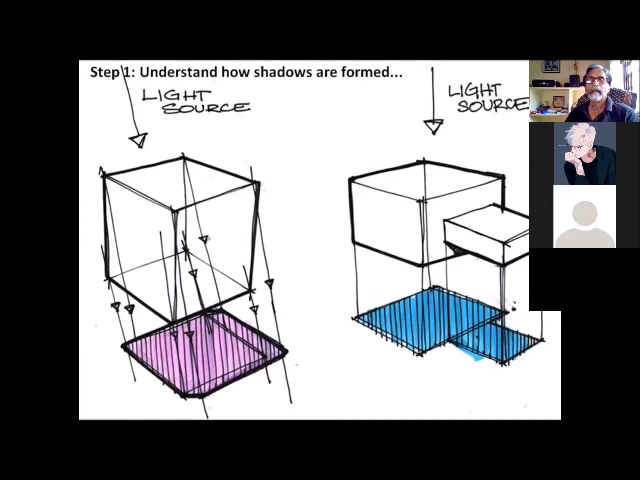 Step 1: Understand how shadows are formed...
LIGHT
SOURCE
LIGHT
SOURCE